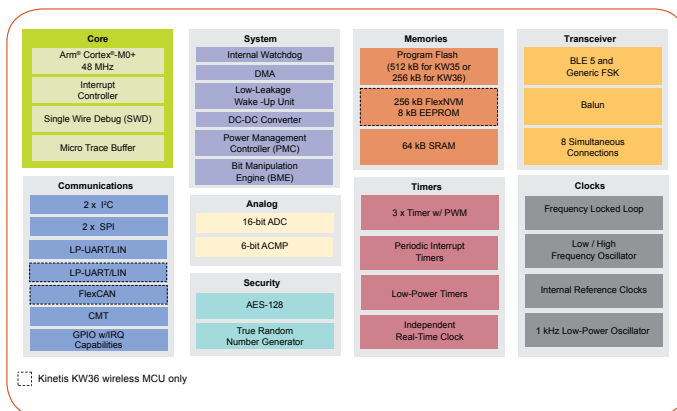 Core
Arm® Cortex®-M0+
48 MHz
Interrupt
Controller
Single Wire Debug (SWD)
Micro Trace Buffer
System
Internal Watchdog
DMA
Low-Leakage
Wake -Up Unit
DC-DC Converter
Power Management
Controller (PMC)
Bit Manipulation
Engine (BME)
Memories
Program Flash
(512 kB for KW35 or
256 kB for KW36)
256 kB FlexNVM
8 kB EEPROM
64 kB SRAM
Transceiver
BLE 5 and
Generic FSK
Balun
8 Simultaneous
Connections
Communications
2 x I²C
2 x SPI
LP-UART/LIN
LP-UART/LIN
FlexCAN
CMT
GPIO w/IRQ
Capabilities
Analog
16-bit ADC
6-bit ACMP
Security
AES-128
True Random
Number Generator
Timers
3 x Timer w/ PWM
Periodic Interrupt
Timers
Low-Power Timers
Independent
Real-Time Clock
Clocks
Frequency Locked Loop
Low / High
Frequency Oscillator
Internal Reference Clocks
1 kHz Low-Power Oscillator
Kinetis KW36 wireless MCU only